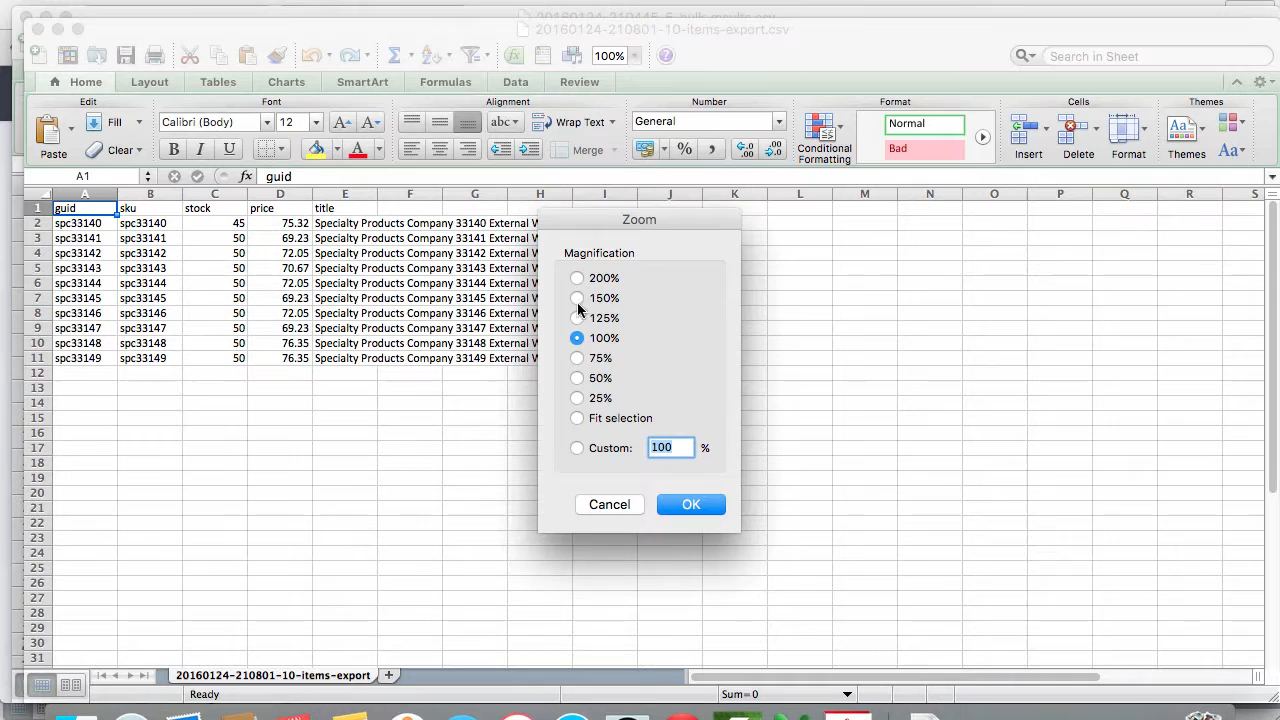 20160124-210445-6_bulk_results.csv
20160124-210801-10-items-export.csv
100%
Search in Sheet
Home Layout Tables Charts SmartArt Formulas Data Review
Edit Font Alignment Number Format Cells Themes
Fill Calibri (Body) 12 abc Wrap Text General Normal
Paste Clear B I U A Merge % Conditional Formatting Bad Insert Delete Format Themes Aa
A1 fx guid
A B C D E F G H I J K L M N O P Q R S
1 guid sku stock price title
2 spc33140 spc33140 45 75.32 Specialty Products Company 33140 External W
3 spc33141 spc33141 50 69.23 Specialty Products Company 33141 External W
4 spc33142 spc33142 50 72.05 Specialty Products Company 33142 External W
5 spc33143 spc33143 50 70.67 Specialty Products Company 33143 External W
6 spc33144 spc33144 50 72.05 Specialty Products Company 33144 External W
7 spc33145 spc33145 50 69.23 Specialty Products Company 33145 External W
8 spc33146 spc33146 50 72.05 Specialty Products Company 33146 External W
9 spc33147 spc33147 50 69.23 Specialty Products Company 33147 External W
10 spc33148 spc33148 50 76.35 Specialty Products Company 33148 External W
11 spc33149 spc33149 50 76.35 Specialty Products Company 33149 External W
12
13
14
15
16
17
18
19
20
21
22
23
24
25
26
27
28
29
30
31
Zoom
Magnification
200%
150%
125%
100%
75%
50%
25%
Fit selection
Custom: 100 %
Cancel OK
20160124-210801-10-items-export
Ready Sum=0